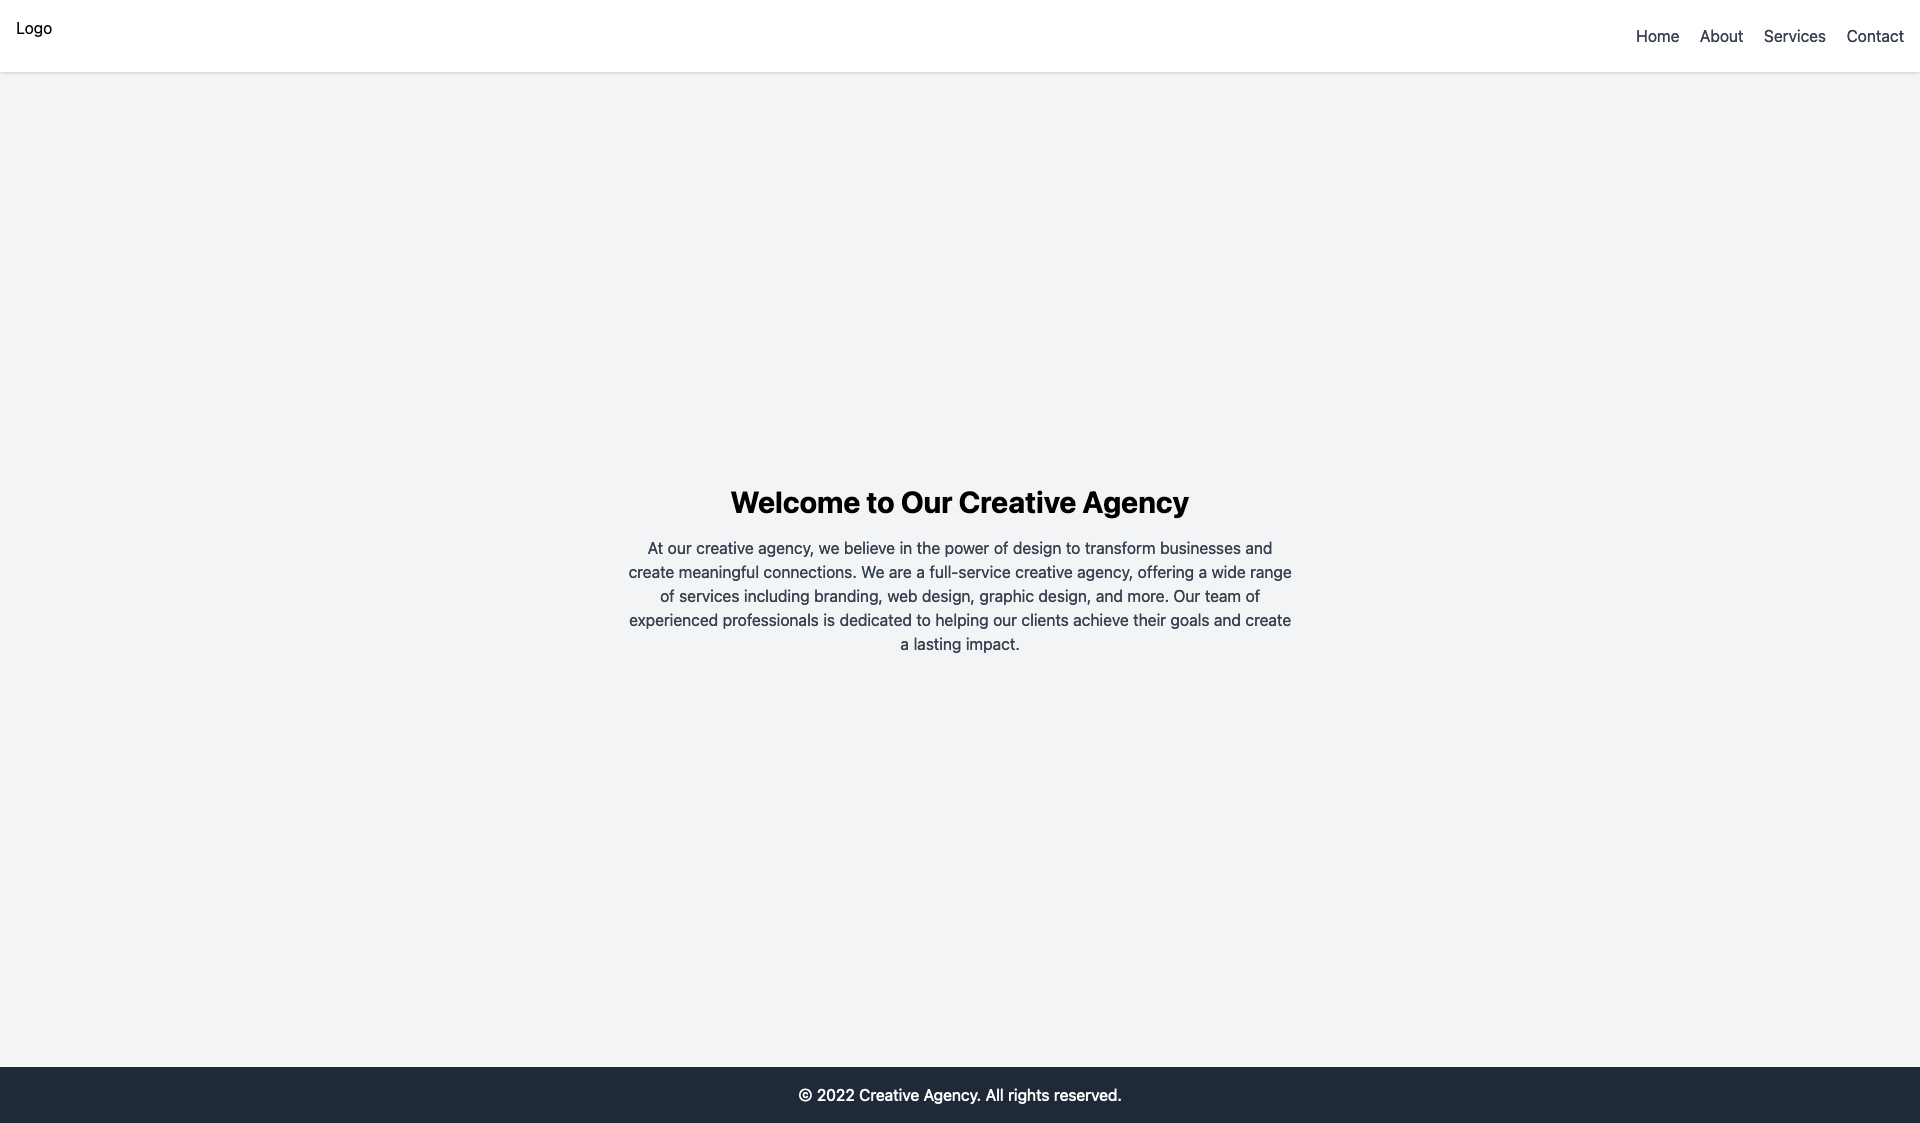 Logo
Home About Services Contact
Welcome to Our Creative Agency
At our creative agency, we believe in the power of design to transform businesses and
create meaningful connections. We are a full-service creative agency, offering a wide range
of services including branding, web design, graphic design, and more. Our team of
experienced professionals is dedicated to helping our clients achieve their goals and create
a lasting impact.
© 2022 Creative Agency. All rights reserved.